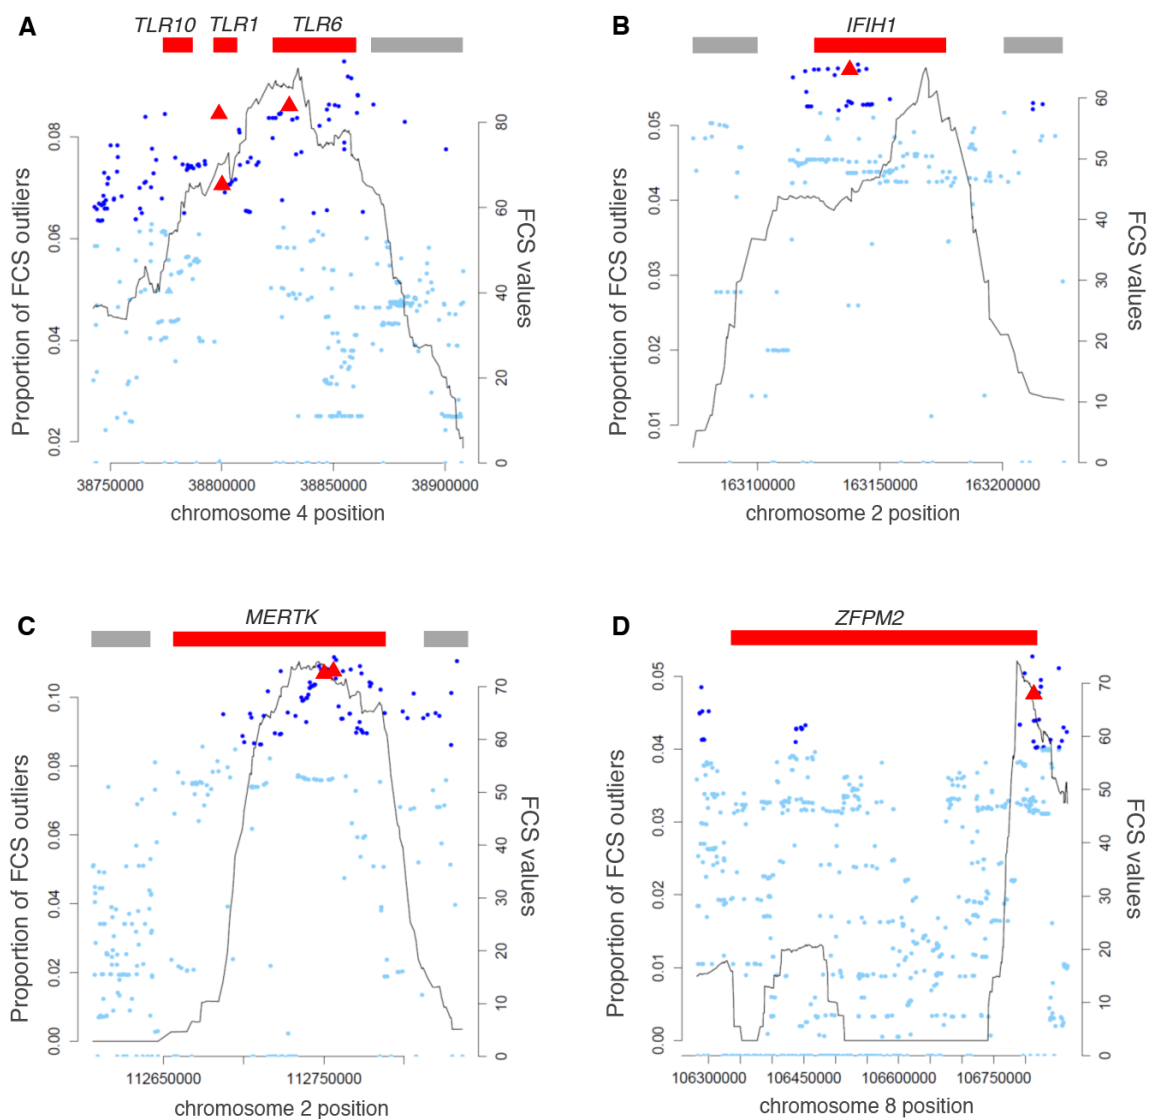 A
TLR10 TLR1 TLR6
Proportion of FCS outliers
0.02 0.04 0.06 0.08
0 20 40 60 80
FCS values
38750000 38800000 38850000 38900000
chromosome 4 position
B
IFIH1
Proportion of FCS outliers
0.01 0.02 0.03 0.04 0.05
0 10 20 30 40 50 60
FCS values
163100000 163150000 163200000
chromosome 2 position
C
MERTK
Proportion of FCS outliers
0.00 0.02 0.04 0.06 0.08 0.10
0 10 20 30 40 50 60 70
FCS values
112650000 112750000
chromosome 2 position
D
ZFPM2
Proportion of FCS outliers
0.00 0.01 0.02 0.03 0.04 0.05
0 10 20 30 40 50 60 70
FCS values
106300000 106450000 106600000 106750000
chromosome 8 position